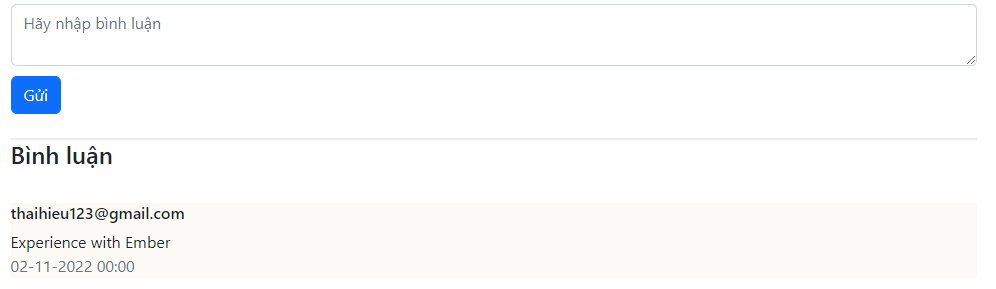 Hãy nhập bình luận
Gửi
Bình luận
thaihieu123@gmail.com
Experience with Ember
02-11-2022 00:00